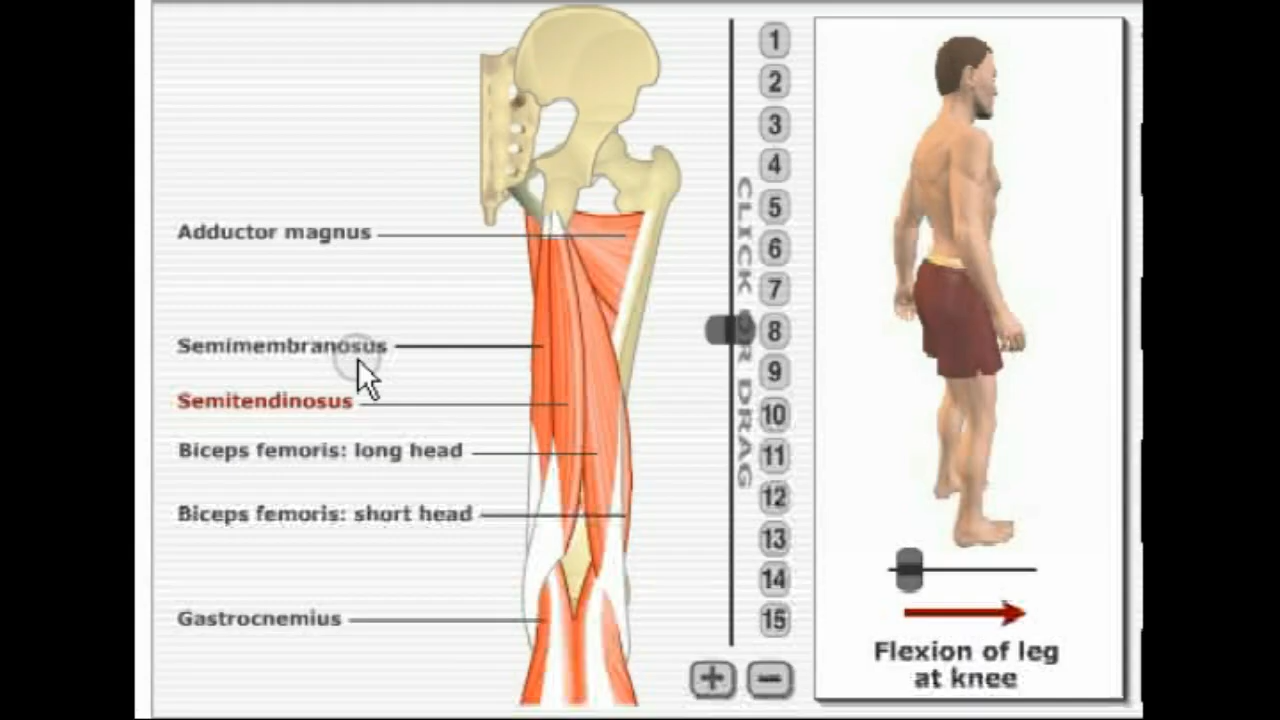 Adductor magnus
Semimembranosus
Semitendinosus
Biceps femoris: long head
Biceps femoris: short head
Gastrocnemius
1
2
3
4
5
6
7
8
9
10
11
12
13
14
15
CLICK OR DRAG
+ −
Flexion of leg
at knee